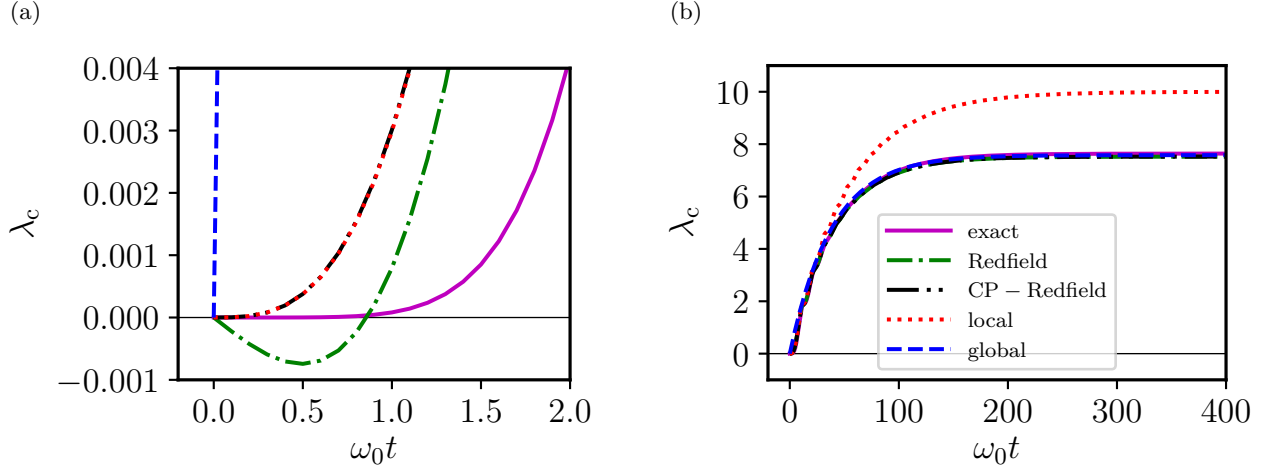 (a)
0.004
0.003
0.002
0.001
0.000
−0.001
λc
0.0 0.5 1.0 1.5 2.0
ω0t
(b)
10
8
6
4
2
0
λc
exact
Redfield
CP − Redfield
local
global
0 100 200 300 400
ω0t